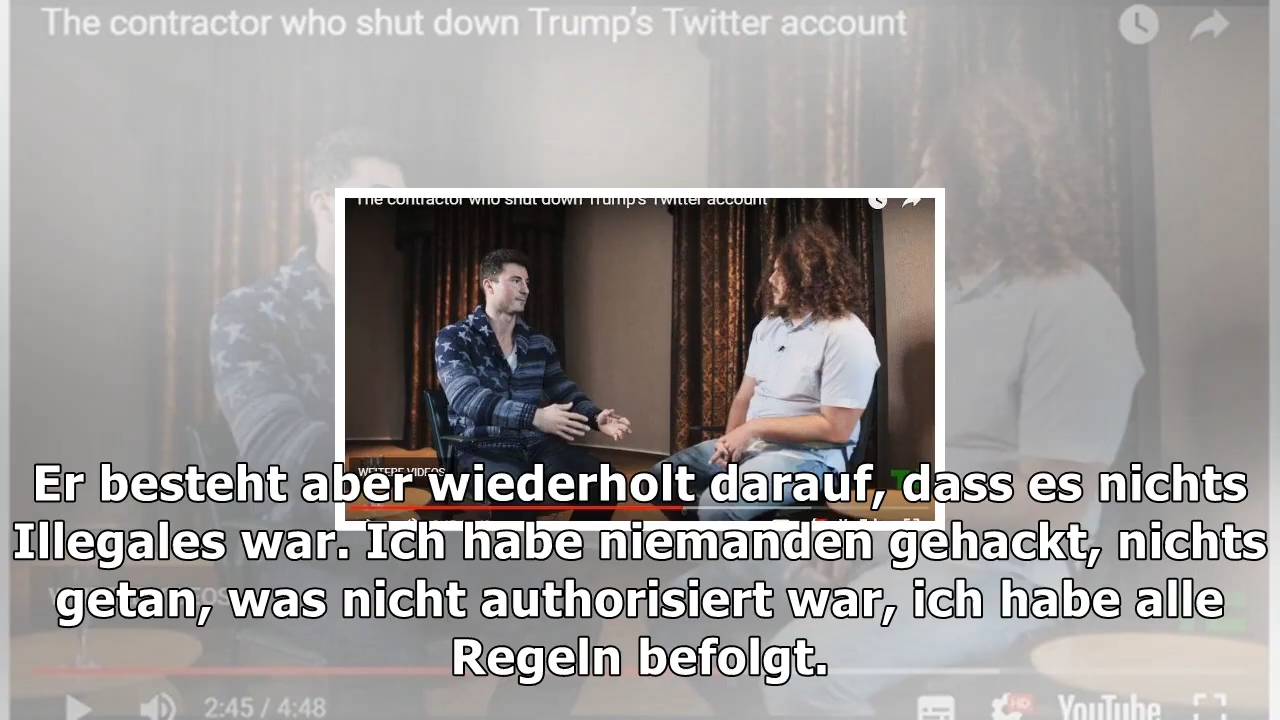 The contractor who shut down Trump's Twitter account
The contractor who shut down Trump's Twitter account
WEITERE VIDEOS
Er besteht aber wiederholt darauf, dass es nichts
Illegales war. Ich habe niemanden gehackt, nichts
getan, was nicht authorisiert war, ich habe alle
Regeln befolgt.
2:45 / 4:48
HD
YouTube